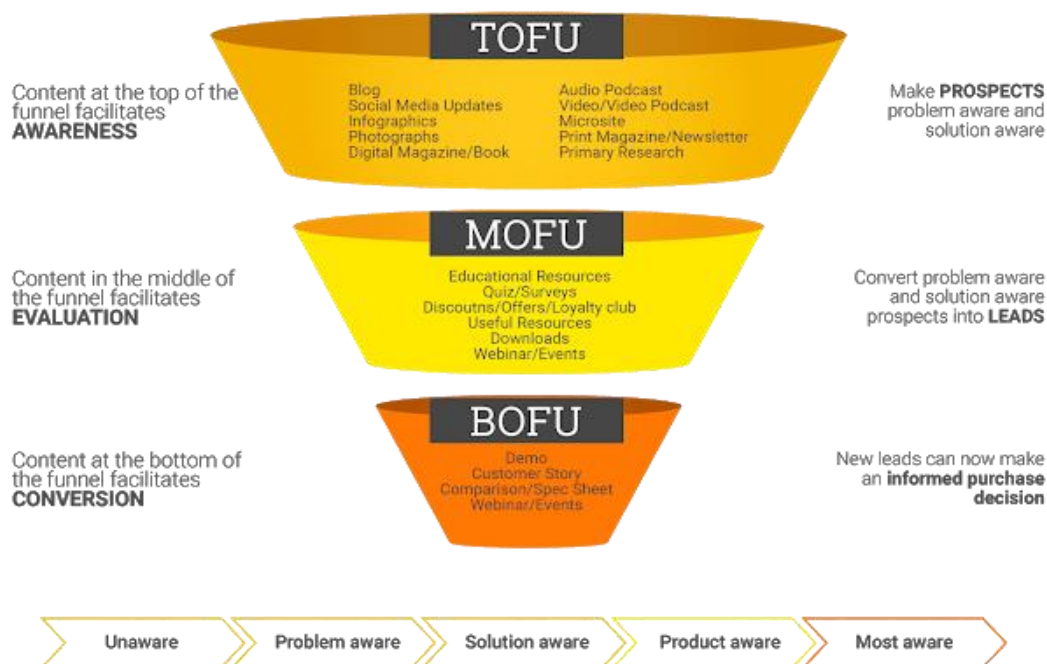 TOFU
Content at the top of the
funnel facilitates
AWARENESS
Blog
Social Media Updates
Infographics
Photographs
Digital Magazine/Book
Audio Podcast
Video/Video Podcast
Microsite
Print Magazine/Newsletter
Primary Research
Make PROSPECTS
problem aware and
solution aware
MOFU
Content in the middle of
the funnel facilitates
EVALUATION
Educational Resources
Quiz/Surveys
Discoutns/Offers/Loyalty club
Useful Resources
Downloads
Webinar/Events
Convert problem aware
and solution aware
prospects into LEADS
BOFU
Content at the bottom of
the funnel facilitates
CONVERSION
Demo
Customer Story
Comparison/Spec Sheet
Webinar/Events
New leads can now make
an informed purchase
decision
Unaware
Problem aware
Solution aware
Product aware
Most aware